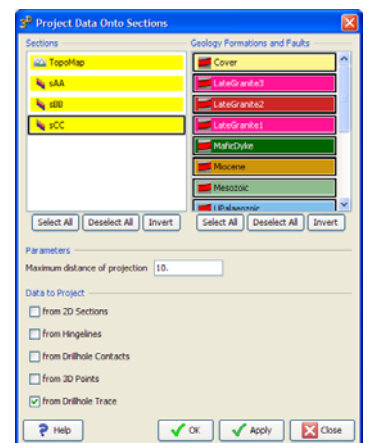 Project Data Onto Sections
Sections
Geology Formations and Faults
TopoMap
sAA
sBB
sCC
Cover
LateGranite3
LateGranite2
LateGranite1
MaficDyke
Miocene
Mesozoic
UPalaeozoic
Select All Deselect All Invert
Select All Deselect All Invert
Parameters
Maximum distance of projection 10.
Data to Project
from 2D Sections
from Hingelines
from Drillhole Contacts
from 3D Points
from Drillhole Trace
? Help
OK
Apply
Close